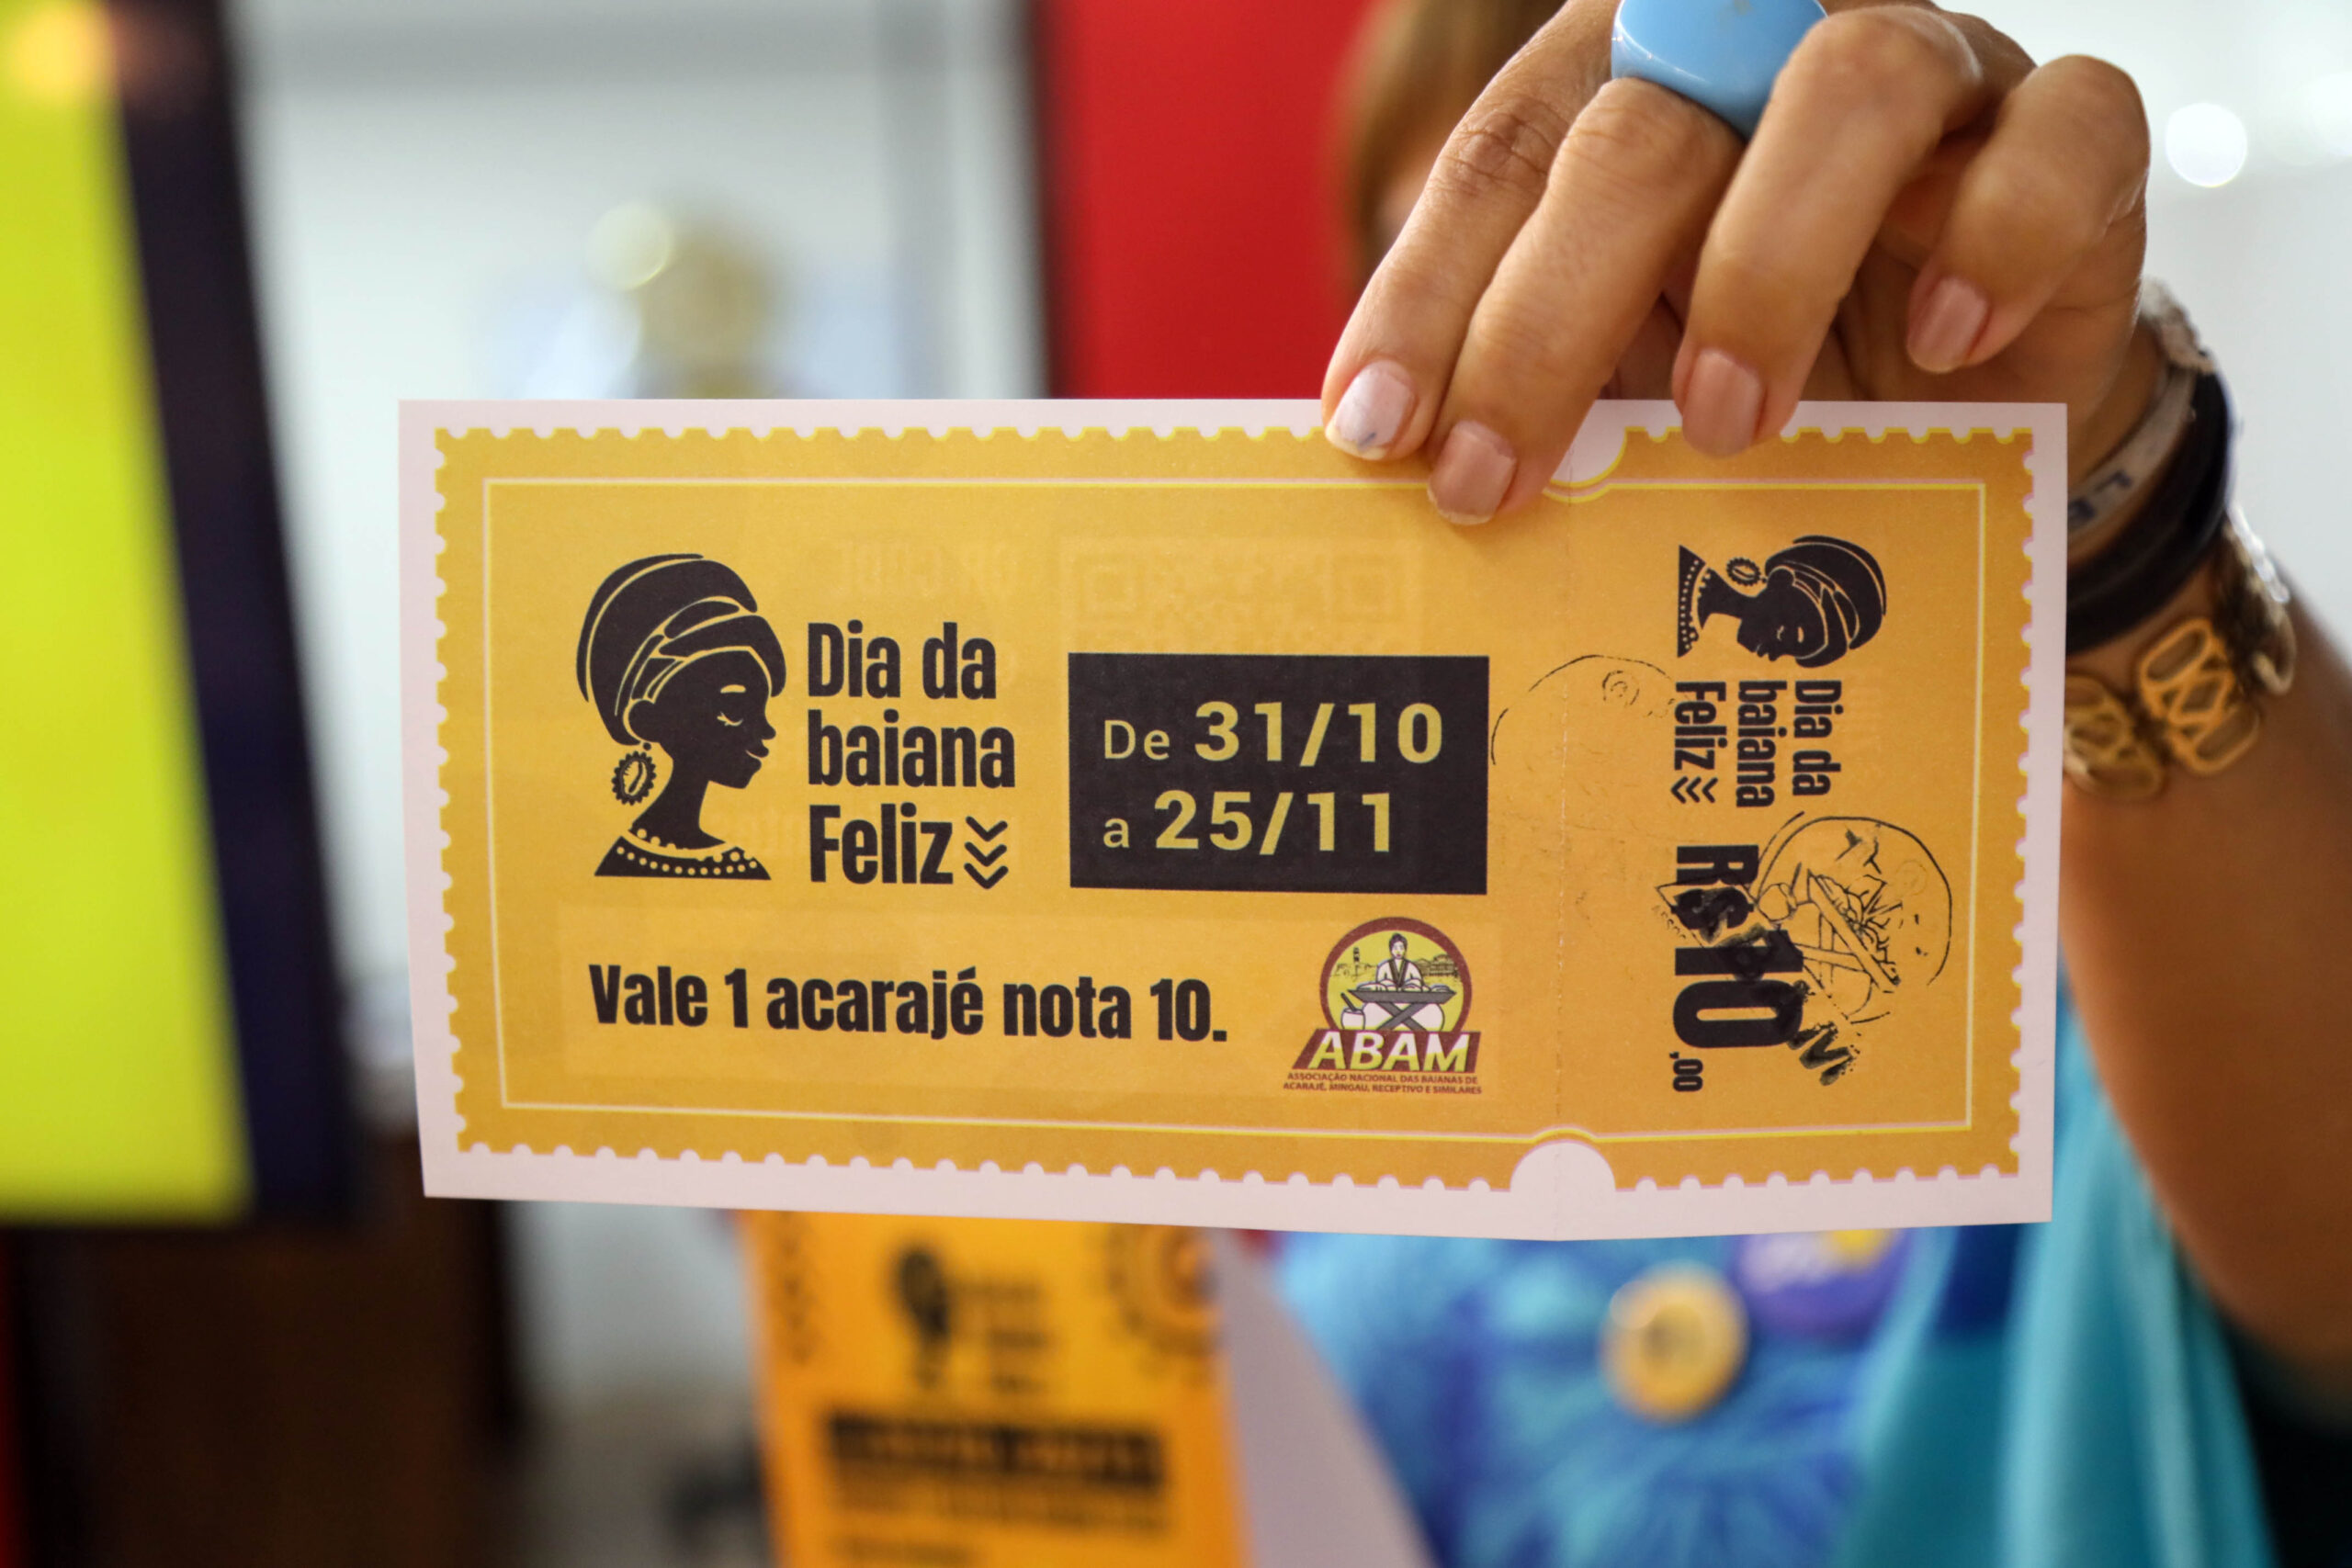 Dia da
baiana
Feliz
De 31/10
a 25/11
Vale 1 acarajé nota 10.
ABAM
ASSOCIAÇÃO NACIONAL DAS BAIANAS DE
ACARAJÉ, MINGAU, RECEPTIVO E SIMILARES
Dia da
baiana
Feliz
R$10,00